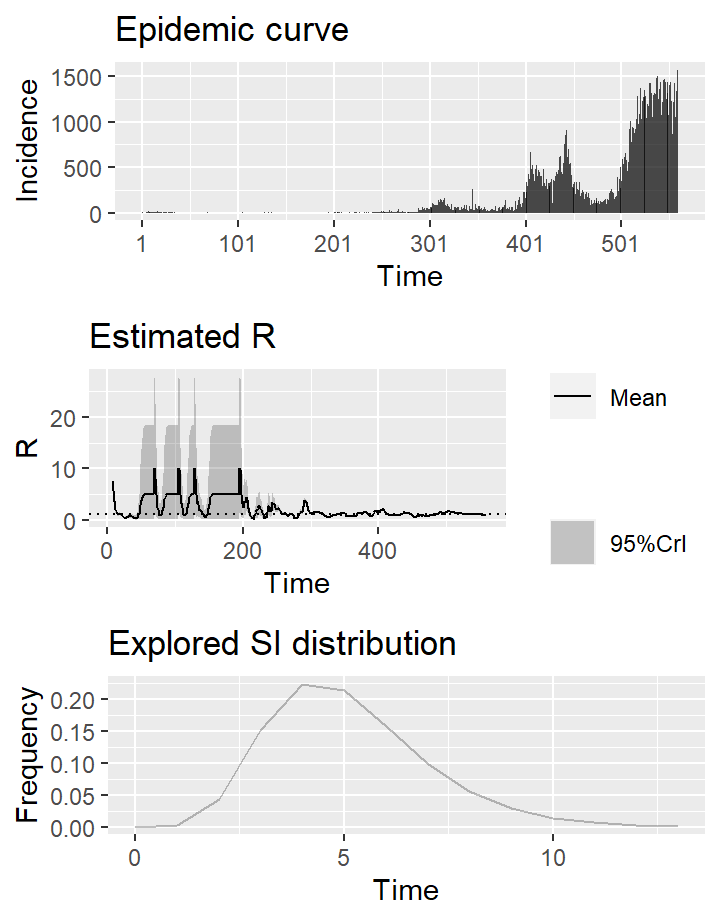 Epidemic curve
Incidence
1500
1000
500
0
1 101 201 301 401 501
Time
Estimated R
R
20
10
0
0 200 400
Time
Mean
95%CrI
Explored SI distribution
Frequency
0.20
0.15
0.10
0.05
0.00
0 5 10
Time